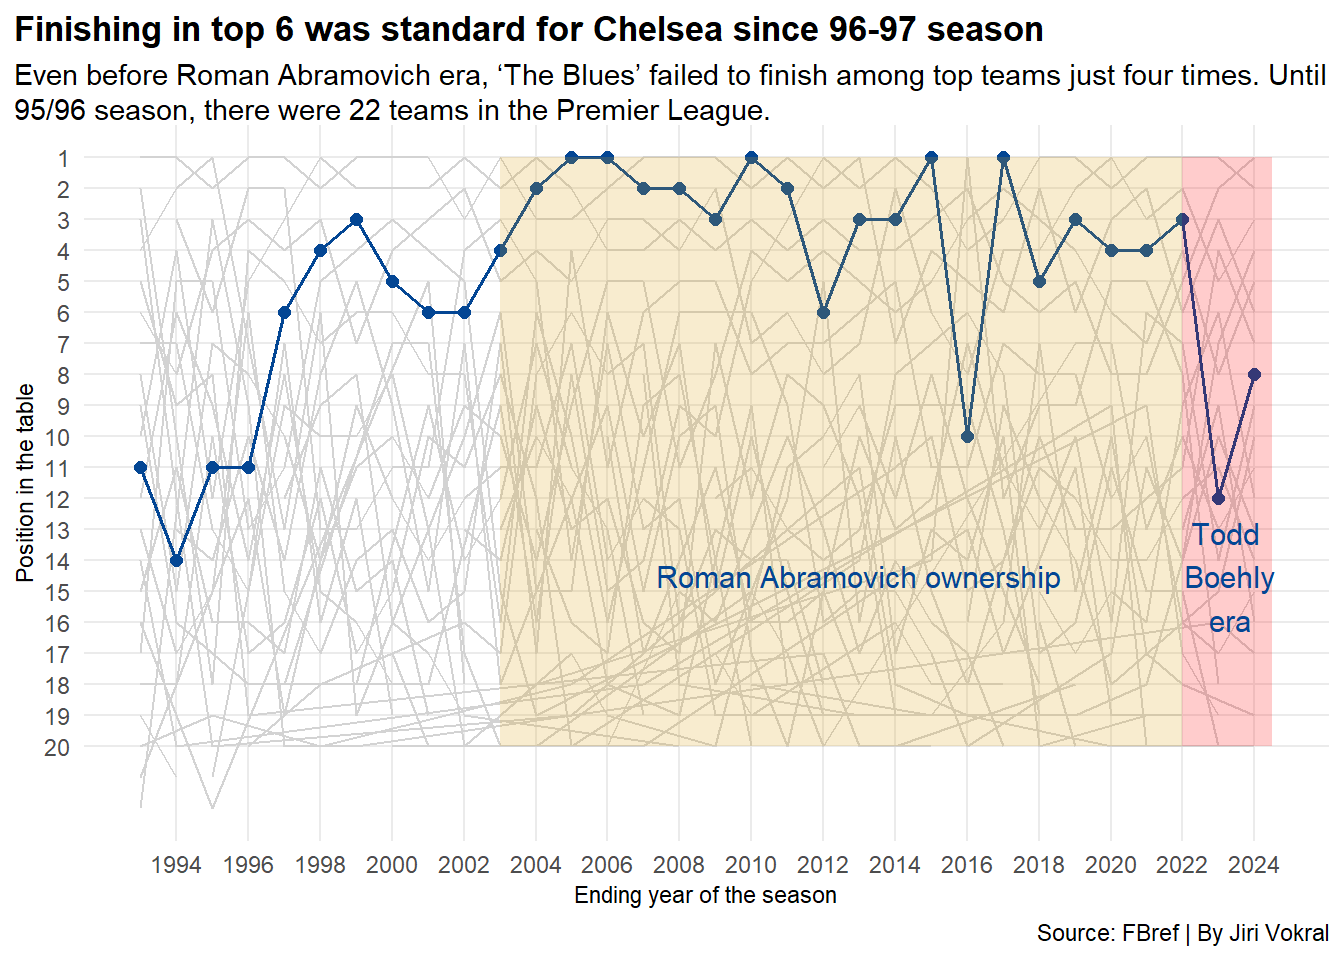 Finishing in top 6 was standard for Chelsea since 96-97 season
Even before Roman Abramovich era, ‘The Blues’ failed to finish among top teams just four times. Until
95/96 season, there were 22 teams in the Premier League.
Position in the table
1
2
3
4
5
6
7
8
9
10
11
12
13
14
15
16
17
18
19
20
Roman Abramovich ownership
Todd
Boehly
era
1994 1996 1998 2000 2002 2004 2006 2008 2010 2012 2014 2016 2018 2020 2022 2024
Ending year of the season
Source: FBref | By Jiri Vokral